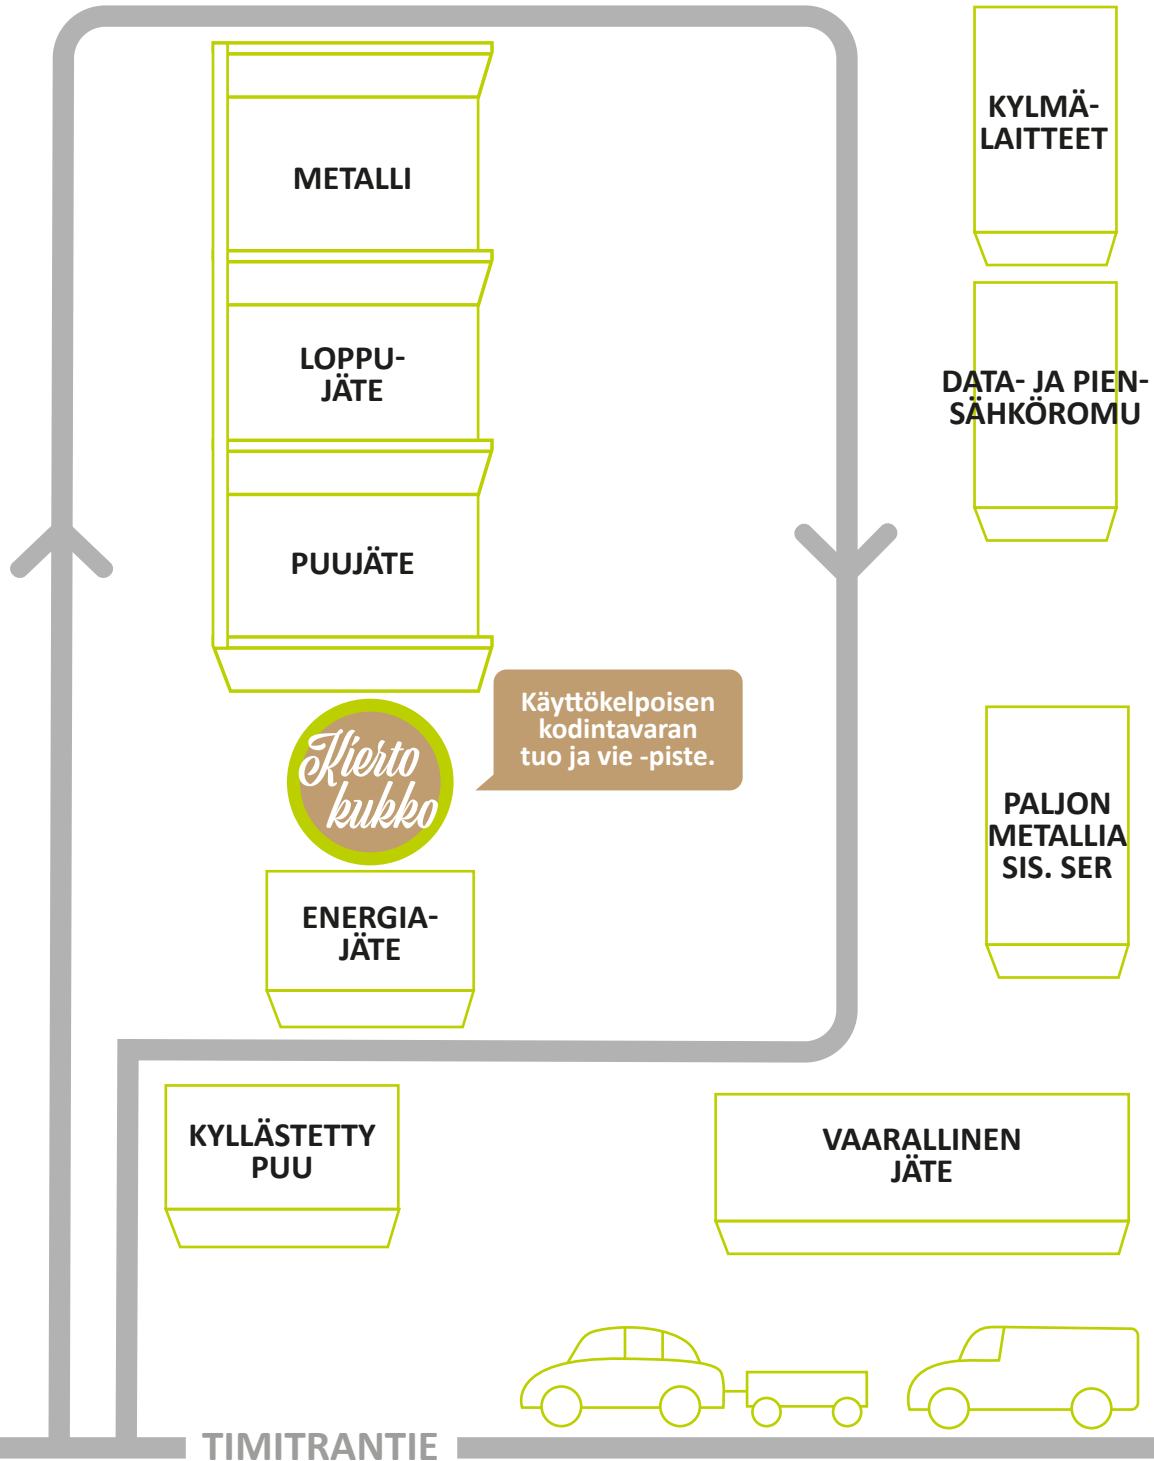 KYLMÄ-
LAITTEET
METALLI
LOPPU-
JÄTE
DATA- JA PIEN-
SÄHKÖROMU
PUUJÄTE
Käyttökelpoisen
kodintavaran
tuo ja vie -piste.
Kierto
kukko
PALJON
METALLIA
SIS. SER
ENERGIA-
JÄTE
KYLLÄSTETTY
PUU
VAARALLINEN
JÄTE
TIMITRANTIE